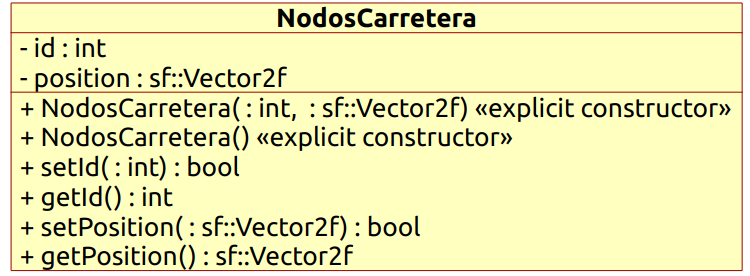 NodosCarretera
- id : int
- position : sf::Vector2f
+ NodosCarretera( : int,  : sf::Vector2f) «explicit constructor»
+ NodosCarretera() «explicit constructor»
+ setId( : int) : bool
+ getId() : int
+ setPosition( : sf::Vector2f) : bool
+ getPosition() : sf::Vector2f